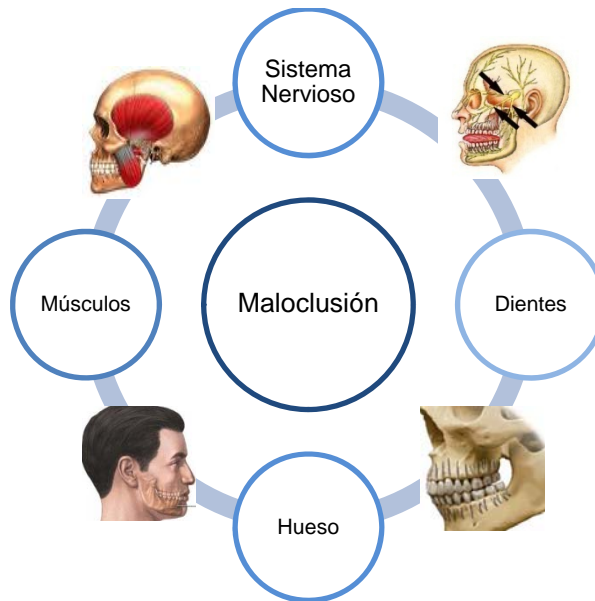 Sistema
Nervioso
Músculos
Maloclusión
Dientes
Hueso